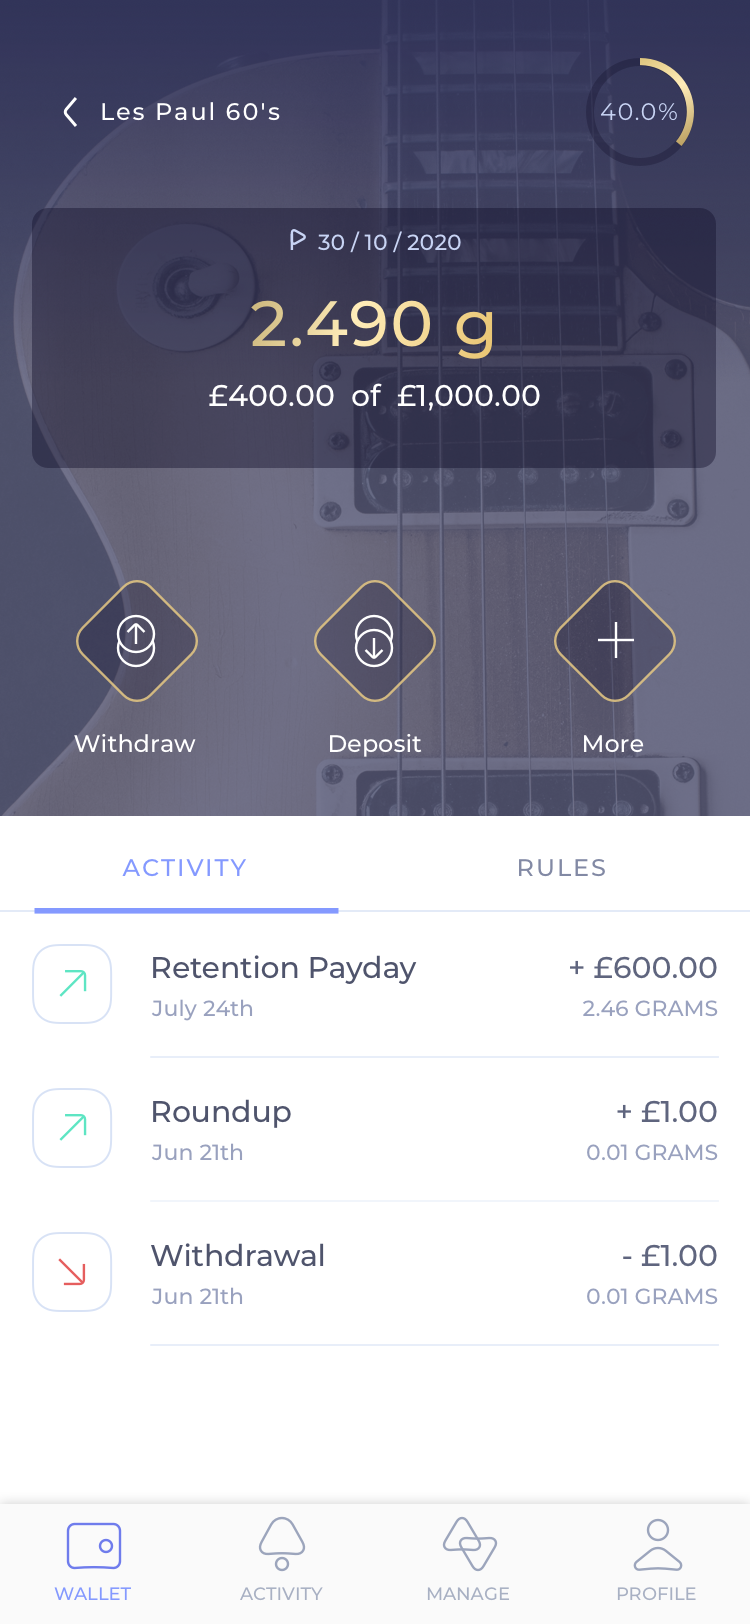 Les Paul 60's
40.0%
30 / 10 / 2020
2.490 g
£400.00 of £1,000.00
Withdraw
Deposit
More
ACTIVITY
RULES
Retention Payday
+ £600.00
July 24th
2.46 GRAMS
Roundup
+ £1.00
Jun 21th
0.01 GRAMS
Withdrawal
- £1.00
Jun 21th
0.01 GRAMS
WALLET
ACTIVITY
MANAGE
PROFILE